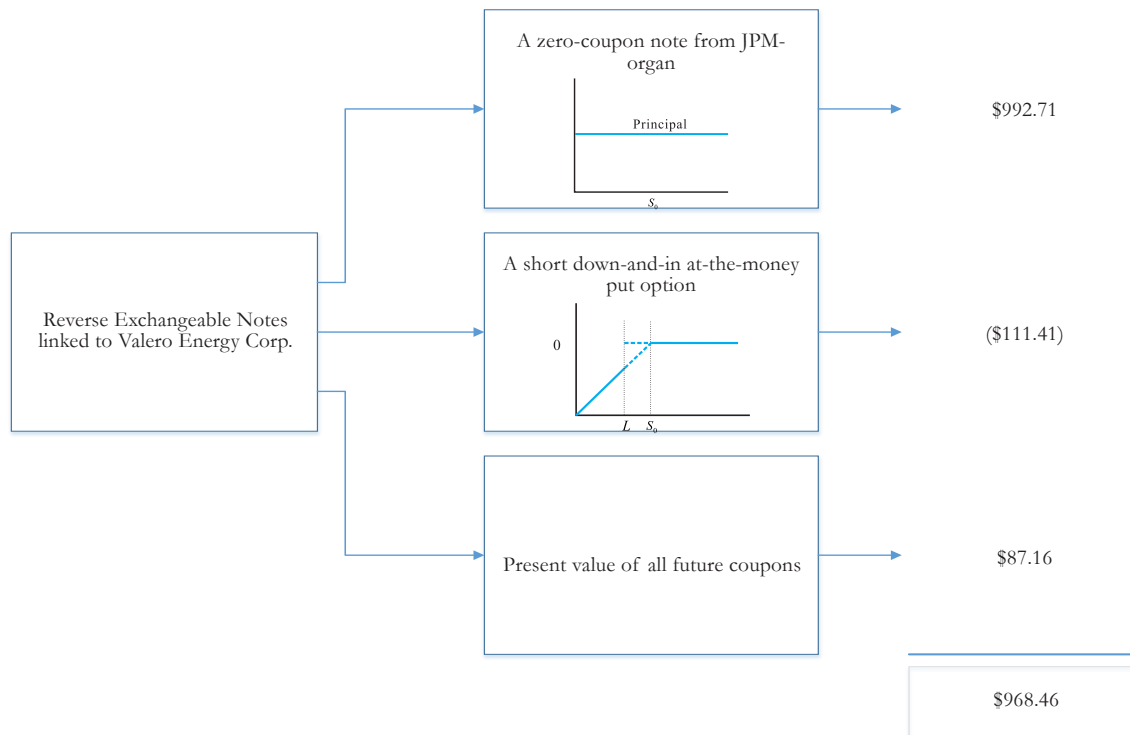 A zero-coupon note from JPM-
organ
Principal
S₀
$992.71
Reverse Exchangeable Notes
linked to Valero Energy Corp.
A short down-and-in at-the-money
put option
0
L S₀
($111.41)
Present value of all future coupons
$87.16
$968.46